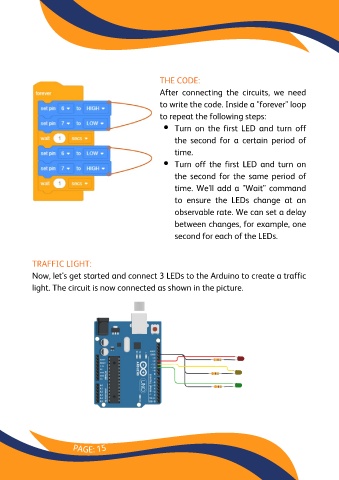 THE CODE:
After connecting the circuits, we need
to write the code. Inside a "forever" loop
to repeat the following steps:
• Turn on the first LED and turn off
the second for a certain period of
time.
• Turn off the first LED and turn on
the second for the same period of
time. We'll add a "Wait" command
to ensure the LEDs change at an
observable rate. We can set a delay
between changes, for example, one
second for each of the LEDs.
forever
set pin 8 to HIGH
set pin 7 to LOW
wait 1 secs
set pin 8 to LOW
set pin 7 to HIGH
wait 1 secs
TRAFFIC LIGHT:
Now, let's get started and connect 3 LEDs to the Arduino to create a traffic
light. The circuit is now connected as shown in the picture.
UNO
PAGE: 15